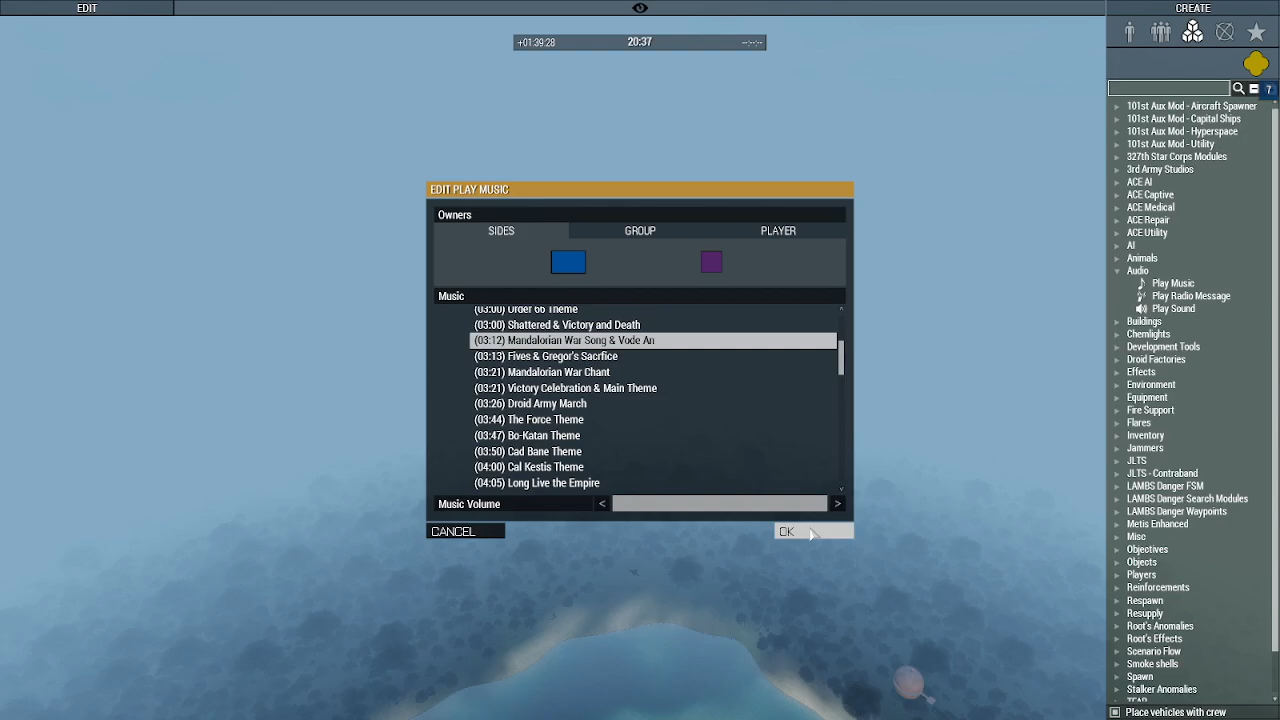 EDIT
CREATE
+01:39:28
20:37
--:--:--
7
EDIT PLAY MUSIC
Owners
SIDES
GROUP
PLAYER
Music
(03:00) Order 66 Theme
(03:00) Shattered & Victory and Death
(03:12) Mandalorian War Song & Vode An
(03:13) Fives & Gregor's Sacrfice
(03:21) Mandalorian War Chant
(03:21) Victory Celebration & Main Theme
(03:26) Droid Army March
(03:44) The Force Theme
(03:47) Bo-Katan Theme
(03:50) Cad Bane Theme
(04:00) Cal Kestis Theme
(04:05) Long Live the Empire
Music Volume
<
>
CANCEL
OK
101st Aux Mod - Aircraft Spawner
101st Aux Mod - Capital Ships
101st Aux Mod - Hyperspace
101st Aux Mod - Utility
327th Star Corps Modules
3rd Army Studios
ACE AI
ACE Captive
ACE Medical
ACE Repair
ACE Utility
AI
Animals
Audio
Play Music
Play Radio Message
Play Sound
Buildings
Chemlights
Development Tools
Droid Factories
Effects
Environment
Equipment
Fire Support
Flares
Inventory
Jammers
JLTS
JLTS - Contraband
LAMBS Danger FSM
LAMBS Danger Search Modules
LAMBS Danger Waypoints
Metis Enhanced
Misc
Objectives
Objects
Players
Reinforcements
Respawn
Resupply
Root's Anomalies
Root's Effects
Scenario Flow
Smoke shells
Spawn
Stalker Anomalies
TFAR
Place vehicles with crew